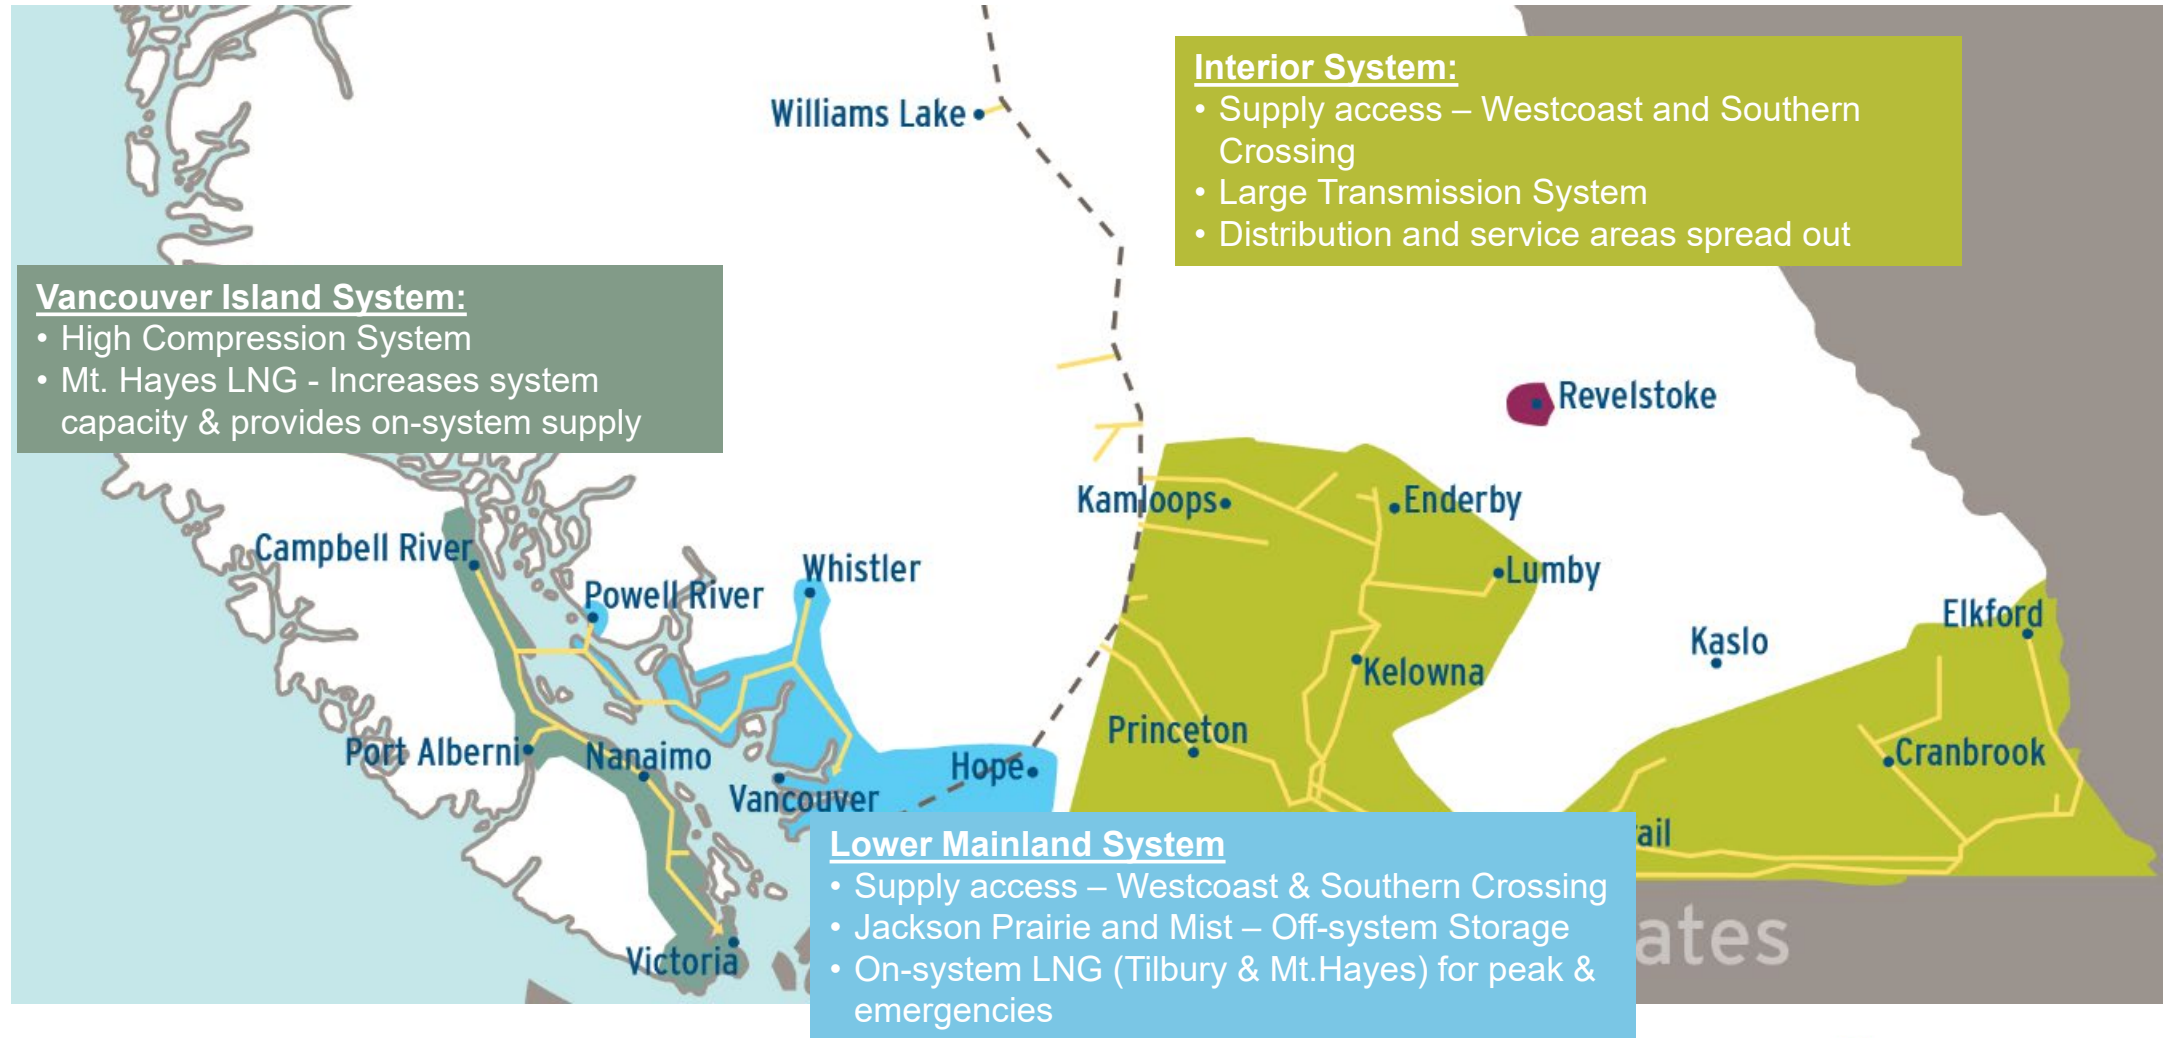 Williams Lake
Interior System:
• Supply access – Westcoast and Southern
Crossing
• Large Transmission System
• Distribution and service areas spread out
Vancouver Island System:
• High Compression System
• Mt. Hayes LNG - Increases system
capacity & provides on-system supply
Revelstoke
Kamloops
Enderby
Campbell River
Whistler
Lumby
Powell River
Elkford
Kaslo
Kelowna
Princeton
Port Alberni
Nanaimo
Hope
Cranbrook
Vancouver
Lower Mainland System
• Supply access – Westcoast & Southern Crossing
• Jackson Prairie and Mist – Off-system Storage
• On-system LNG (Tilbury & Mt.Hayes) for peak &
emergencies
ail
ates
Victoria